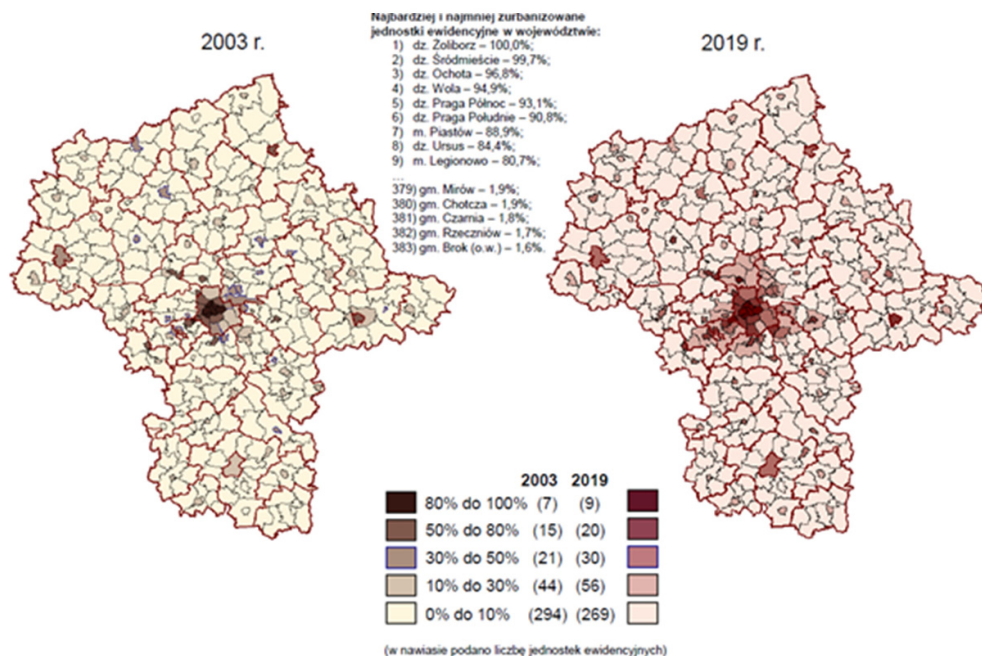 Najbardziej i najmniej zurbanizowane
jednostki ewidencyjne w województwie:
1) dz. Żoliborz – 100,0%;
2) dz. Śródmieście – 99,7%;
3) dz. Ochota – 96,8%;
4) dz. Wola – 94,9%;
5) dz. Praga Północ – 93,1%;
6) dz. Praga Południe – 90,8%;
7) m. Piastów – 88,9%;
8) dz. Ursus – 84,4%;
9) m. Legionowo – 80,7%;
...
379) gm. Mirów – 1,9%;
380) gm. Chotcza – 1,9%;
381) gm. Czarnia – 1,8%;
382) gm. Rzeczniów – 1,7%;
383) gm. Brok (o.w.) – 1,6%.
2003 r.
2019 r.
2003 2019
80% do 100% (7) (9)
50% do 80% (15) (20)
30% do 50% (21) (30)
10% do 30% (44) (56)
0% do 10% (294) (269)
(w nawiasie podano liczbę jednostek ewidencyjnych)